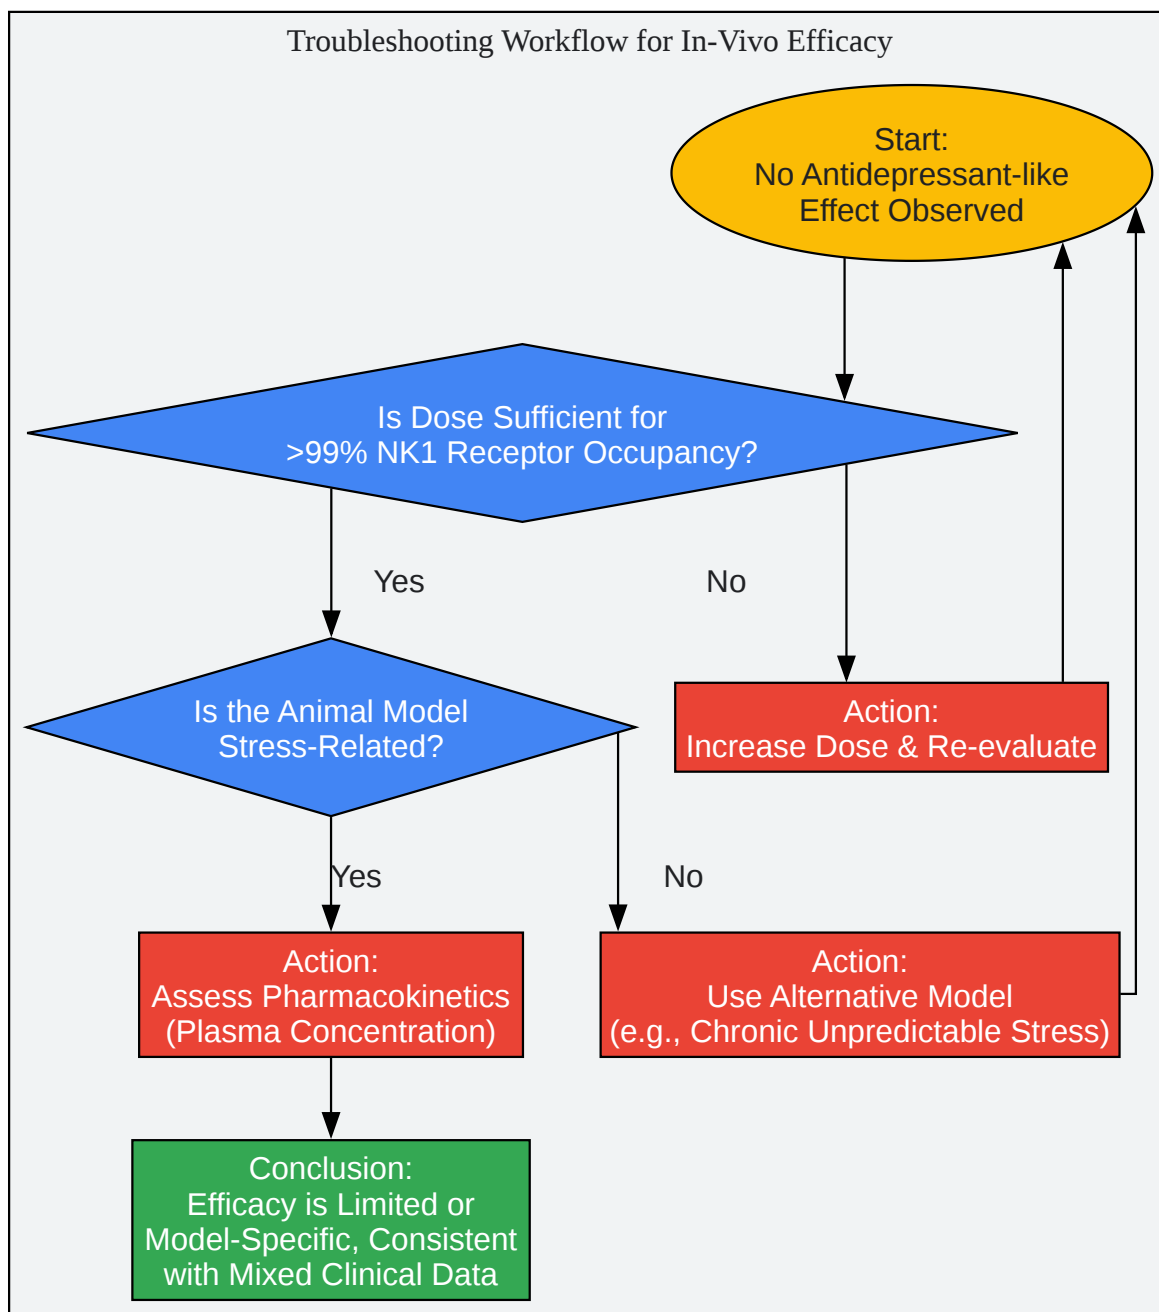 Troubleshooting Workflow for In-Vivo Efficacy
Start:
No Antidepressant-like
Effect Observed
Is Dose Sufficient for
>99% NK1 Receptor Occupancy?
Yes
No
Is the Animal Model
Stress-Related?
Action:
Increase Dose & Re-evaluate
Yes
No
Action:
Assess Pharmacokinetics
(Plasma Concentration)
Action:
Use Alternative Model
(e.g., Chronic Unpredictable Stress)
Conclusion:
Efficacy is Limited or
Model-Specific, Consistent
with Mixed Clinical Data